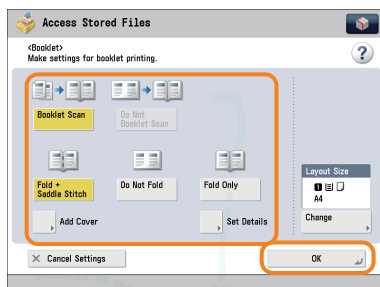 Access Stored Files
<Booklet>
Make settings for booklet printing.
?
Booklet Scan
Do Not
Booklet Scan
Fold +
Saddle Stitch
Do Not Fold
Fold Only
Layout Size
1
A4
Add Cover
Set Details
Change
× Cancel Settings
OK